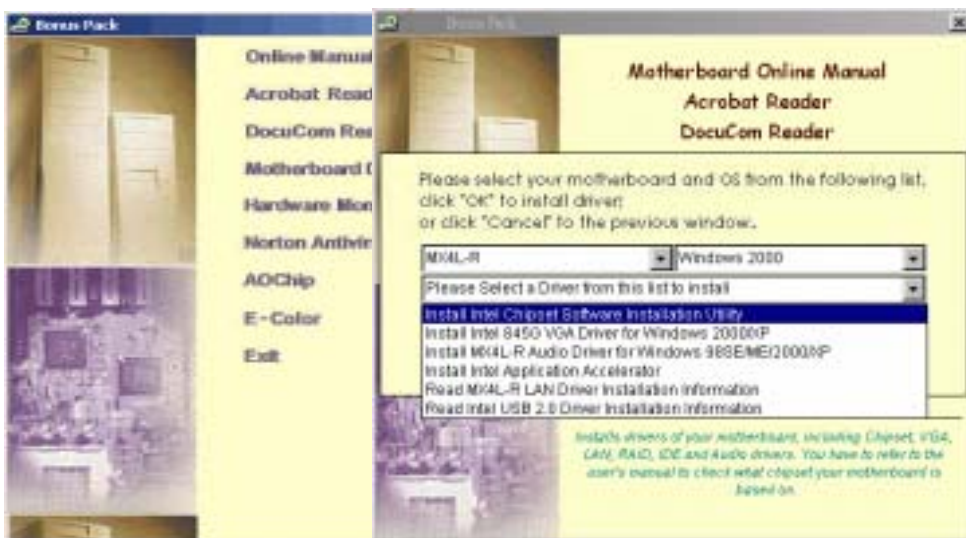 Bonus Pack
Online Manual
Acrobat Read
DocuCom Rea
Motherboard D
Hardware Mon
Norton Antivir
AOChip
E-Color
Exit
Bonus Pack
Motherboard Online Manual
Acrobat Reader
DocuCom Reader
Please select your motherboard and OS from the following list,
click "OK" to install driver;
or click "Cancel" to the previous window..
MX4L-R
Windows 2000
Please Select a Driver from this list to install
Install Intel Chipset Software Installation Utility
Install Intel 845G VGA Driver for Windows 2000/XP
Install MX4L-R Audio Driver for Windows 98SE/ME/2000/XP
Install Intel Application Accelerator
Read MX4L-R LAN Driver Installation Information
Read Intel USB 2.0 Driver Installation Information
Installs drivers of your motherboard, including Chipset, VGA,
LAN, RAID, IDE and Audio drivers. You have to refer to the
user's manual to check what chipset your motherboard is
based on.